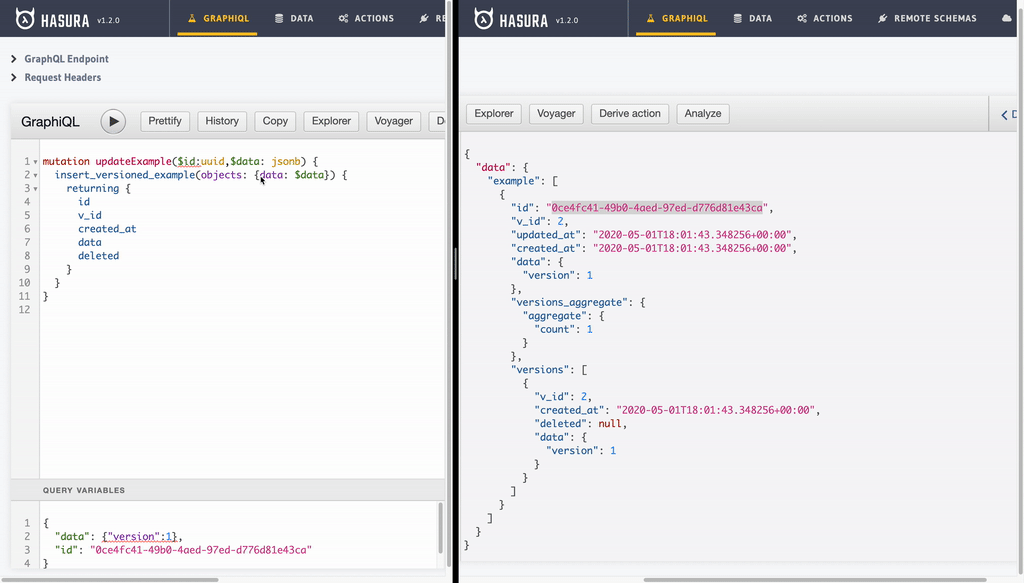 HASURA v1.2.0 GRAPHIQL DATA ACTIONS RE
GraphQL Endpoint
Request Headers
GraphiQL Prettify History Copy Explorer Voyager D
1 mutation updateExample($id:uuid,$data: jsonb) {
2 insert_versioned_example(objects: {data: $data}) {
3 returning {
4 id
5 v_id
6 created_at
7 data
8 deleted
9 }
10 }
11 }
12
QUERY VARIABLES
1 {
2 "data": {"version":1},
3 "id": "0ce4fc41-49b0-4aed-97ed-d776d81e43ca"
4 }
HASURA v1.2.0 GRAPHIQL DATA ACTIONS REMOTE SCHEMAS
Explorer Voyager Derive action Analyze
{
"data": {
"example": [
{
"id": "0ce4fc41-49b0-4aed-97ed-d776d81e43ca",
"v_id": 2,
"updated_at": "2020-05-01T18:01:43.348256+00:00",
"created_at": "2020-05-01T18:01:43.348256+00:00",
"data": {
"version": 1
},
"versions_aggregate": {
"aggregate": {
"count": 1
}
},
"versions": [
{
"v_id": 2,
"created_at": "2020-05-01T18:01:43.348256+00:00",
"deleted": null,
"data": {
"version": 1
}
}
]
}
]
}
}